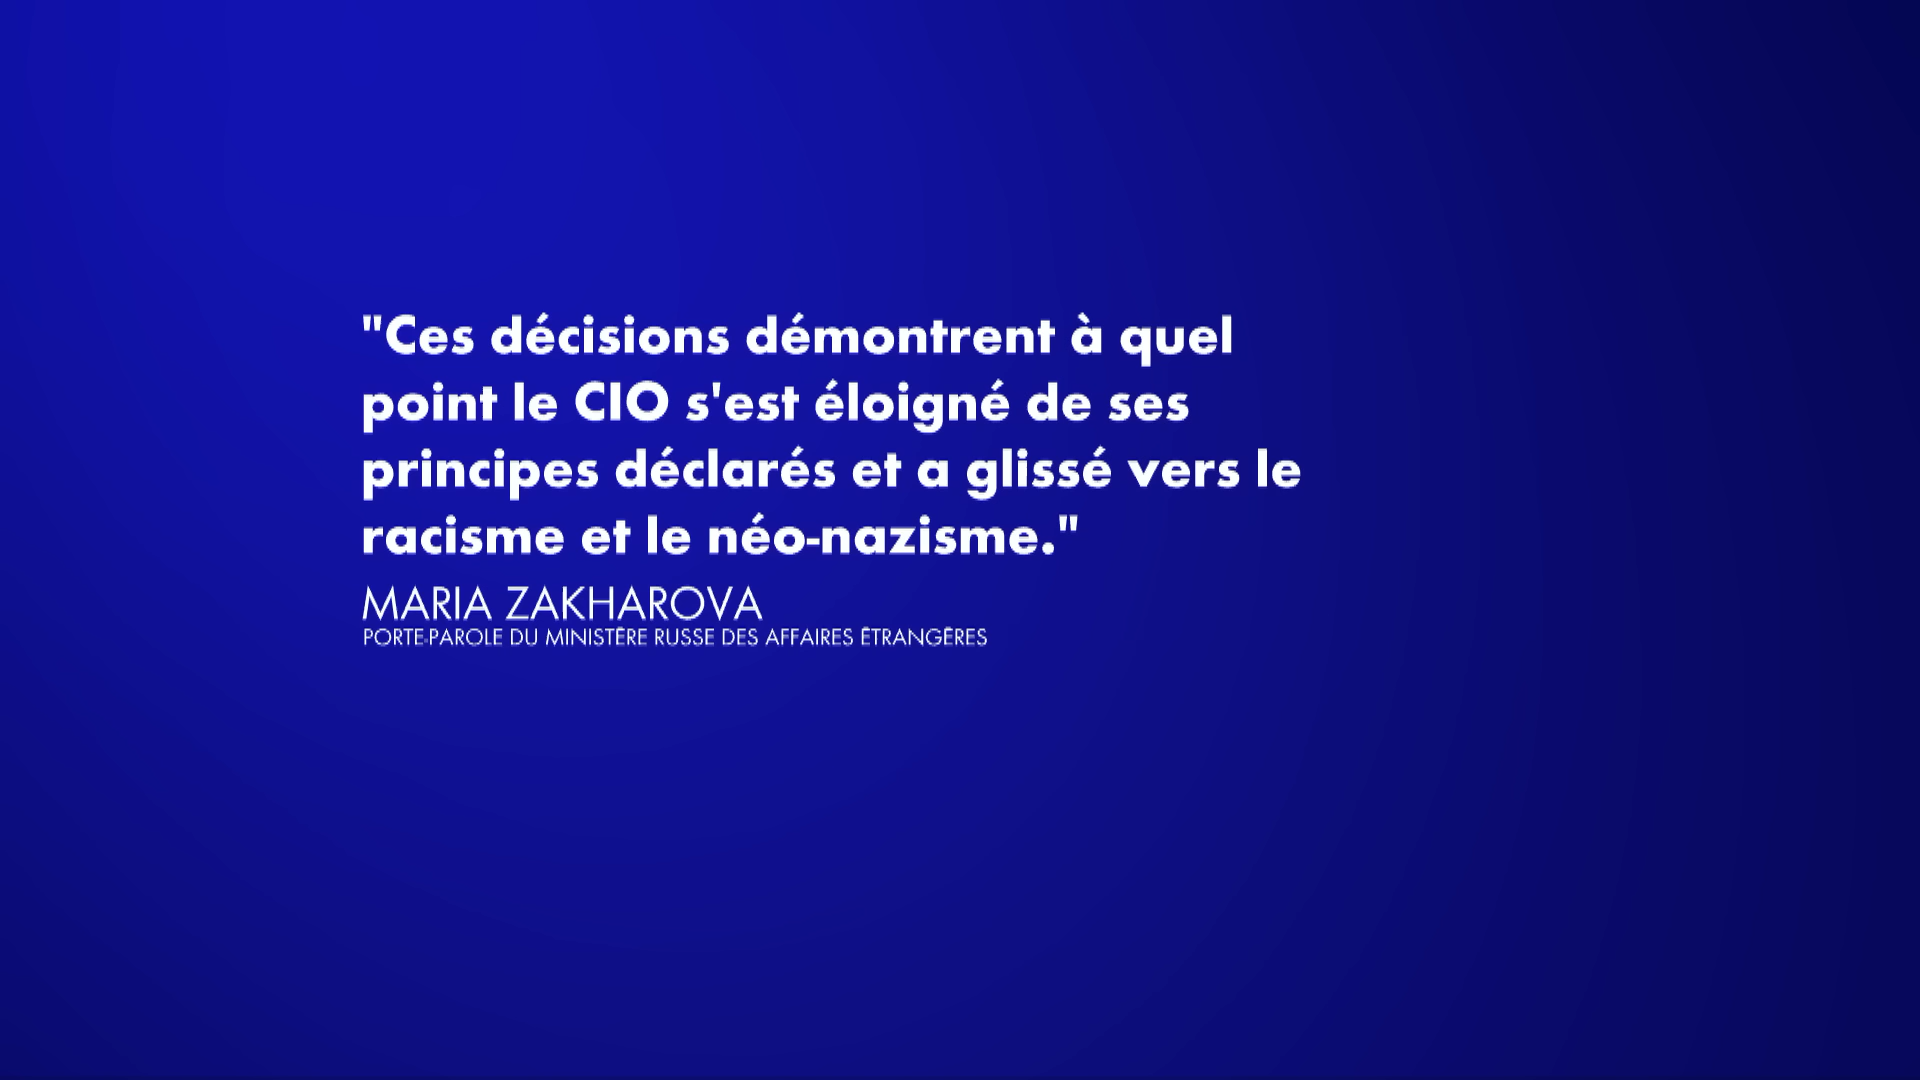 "Ces décisions démontrent à quel
point le CIO s'est éloigné de ses
principes déclarés et a glissé vers le
racisme et le néo-nazisme."
MARIA ZAKHAROVA
PORTE-PAROLE DU MINISTÈRE RUSSE DES AFFAIRES ÉTRANGÈRES